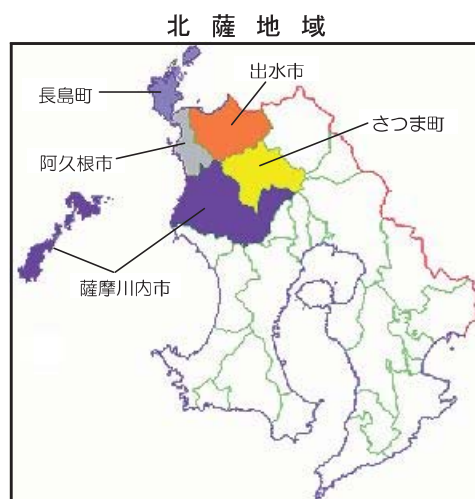 北薩地域
出水市
長島町
さつま町
阿久根市
薩摩川内市